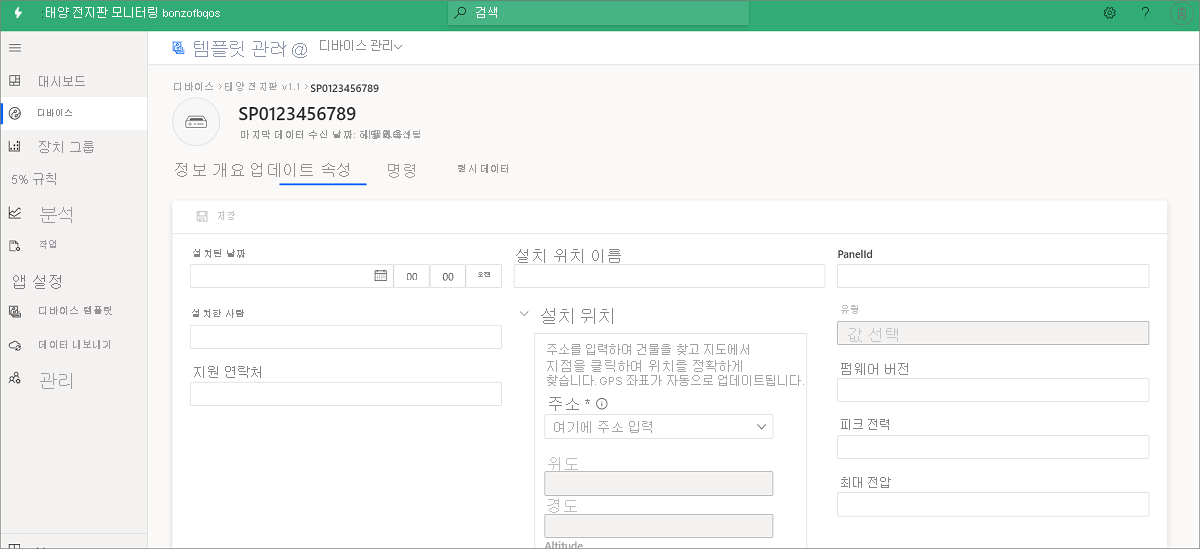 태양 전지판 모니터링 bonzofbqos
검색
?
템플릿 관리 @ 디바이스 관리
대시보드
디바이스
장치 그룹
5% 규칙
분석
작업
앱 설정
디바이스 템플릿
데이터 내보내기
관리
디바이스 > 태양 전지판 v1.1 > SP0123456789
SP0123456789
마지막 데이터 수신 날짜:
정보 개요 업데이트 속성 명령 원시 데이터
저장
설치된 날짜
00 00 오전
설치한 사람
지원 연락처
설치 위치 이름
설치 위치
주소를 입력하여 건물을 찾고 지도에서
지점을 클릭하여 위치를 정확하게
찾습니다. GPS 좌표가 자동으로 업데이트됩니다.
주소 *
여기에 주소 입력
위도
경도
Altitude
PanelId
유형
값 선택
펌웨어 버전
피크 전력
최대 전압